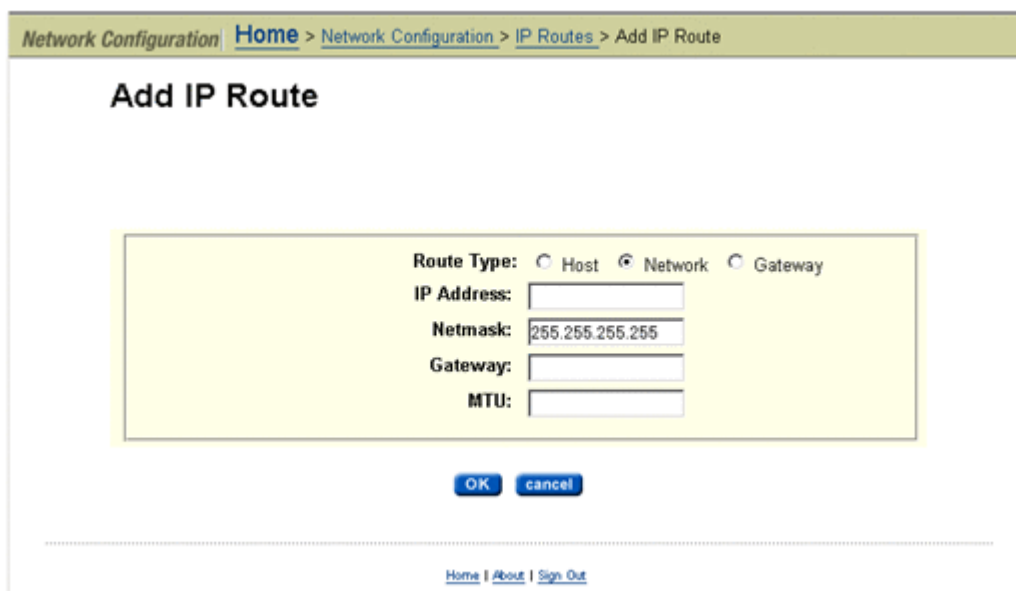 Network Configuration Home > Network Configuration > IP Routes > Add IP Route
Add IP Route
Route Type: Host Network Gateway
IP Address:
Netmask: 255.255.255.255
Gateway:
MTU:
OK cancel
Home | About | Sign Out